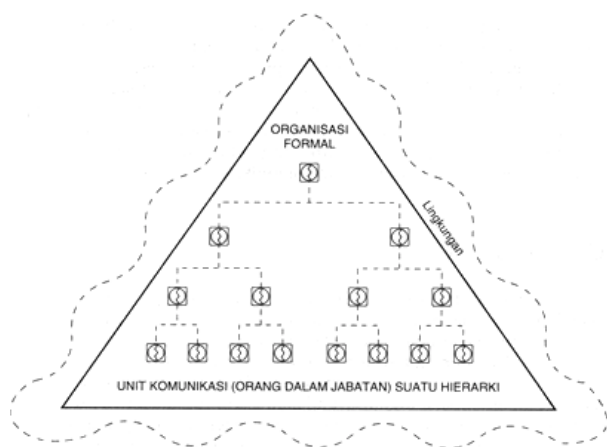 ORGANISASI
FORMAL
Lingkungan
UNIT KOMUNIKASI (ORANG DALAM JABATAN) SUATU HIERARKI